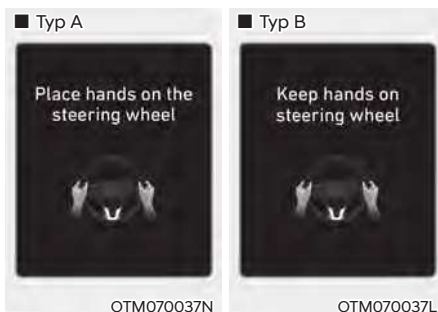 ■ Typ A
Place hands on the
steering wheel
OTM070037N
■ Typ B
Keep hands on
steering wheel
OTM070037L